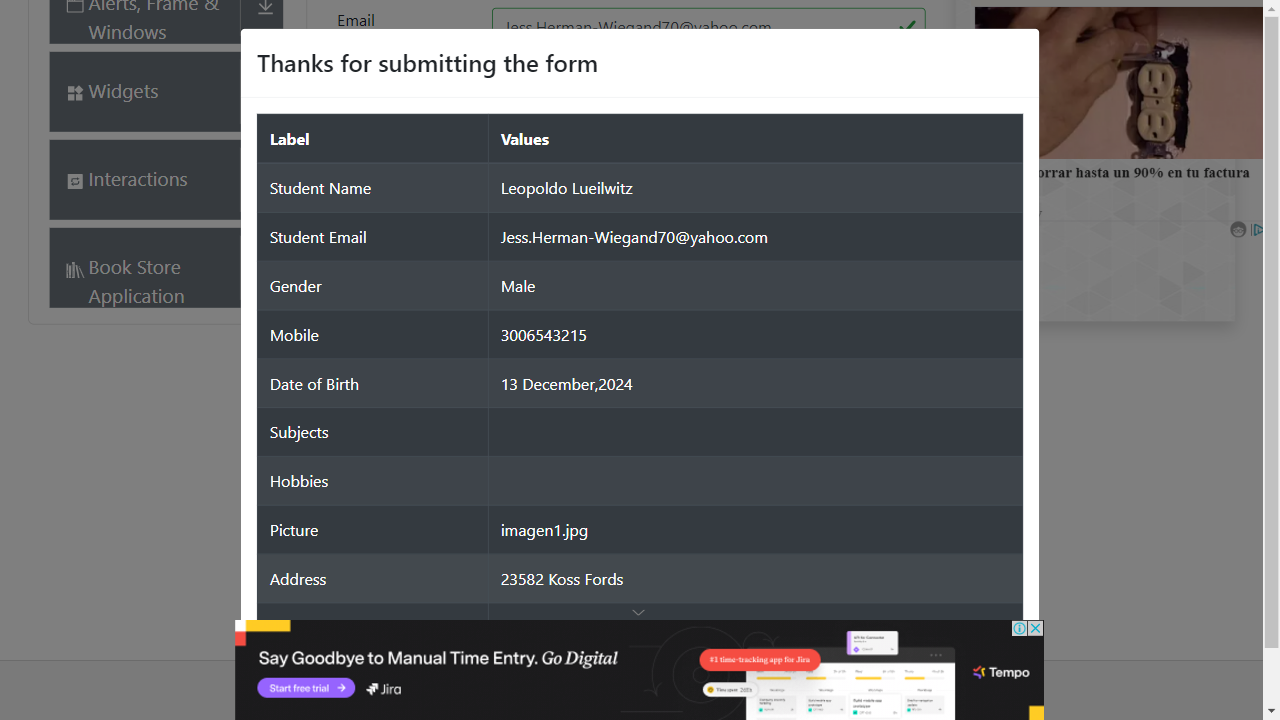 Alerts, Frame &
Windows
Widgets
Interactions
Book Store
Application
Email
Jess.Herman-Wiegand70@yahoo.com
Thanks for submitting the form
Label Values
Student Name Leopoldo Lueilwitz
Student Email Jess.Herman-Wiegand70@yahoo.com
Gender Male
Mobile 3006543215
Date of Birth 13 December,2024
Subjects
Hobbies
Picture imagen1.jpg
Address 23582 Koss Fords
orrar hasta un 90% en tu factura
Say Goodbye to Manual Time Entry. Go Digital
Start free trial
Jira
#1 time-tracking app for Jira
Tempo